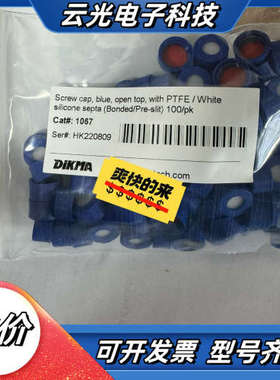 云光电子科技
Screw cap, blue, open top, with PTFE / White
silicone septa (Bonded/Pre-slit) 100/pk
Cat#: 1067
Ser#: HK220809
DiKMA
tech.com
爽快的来
$$$$$$
价
可开发票 型号齐